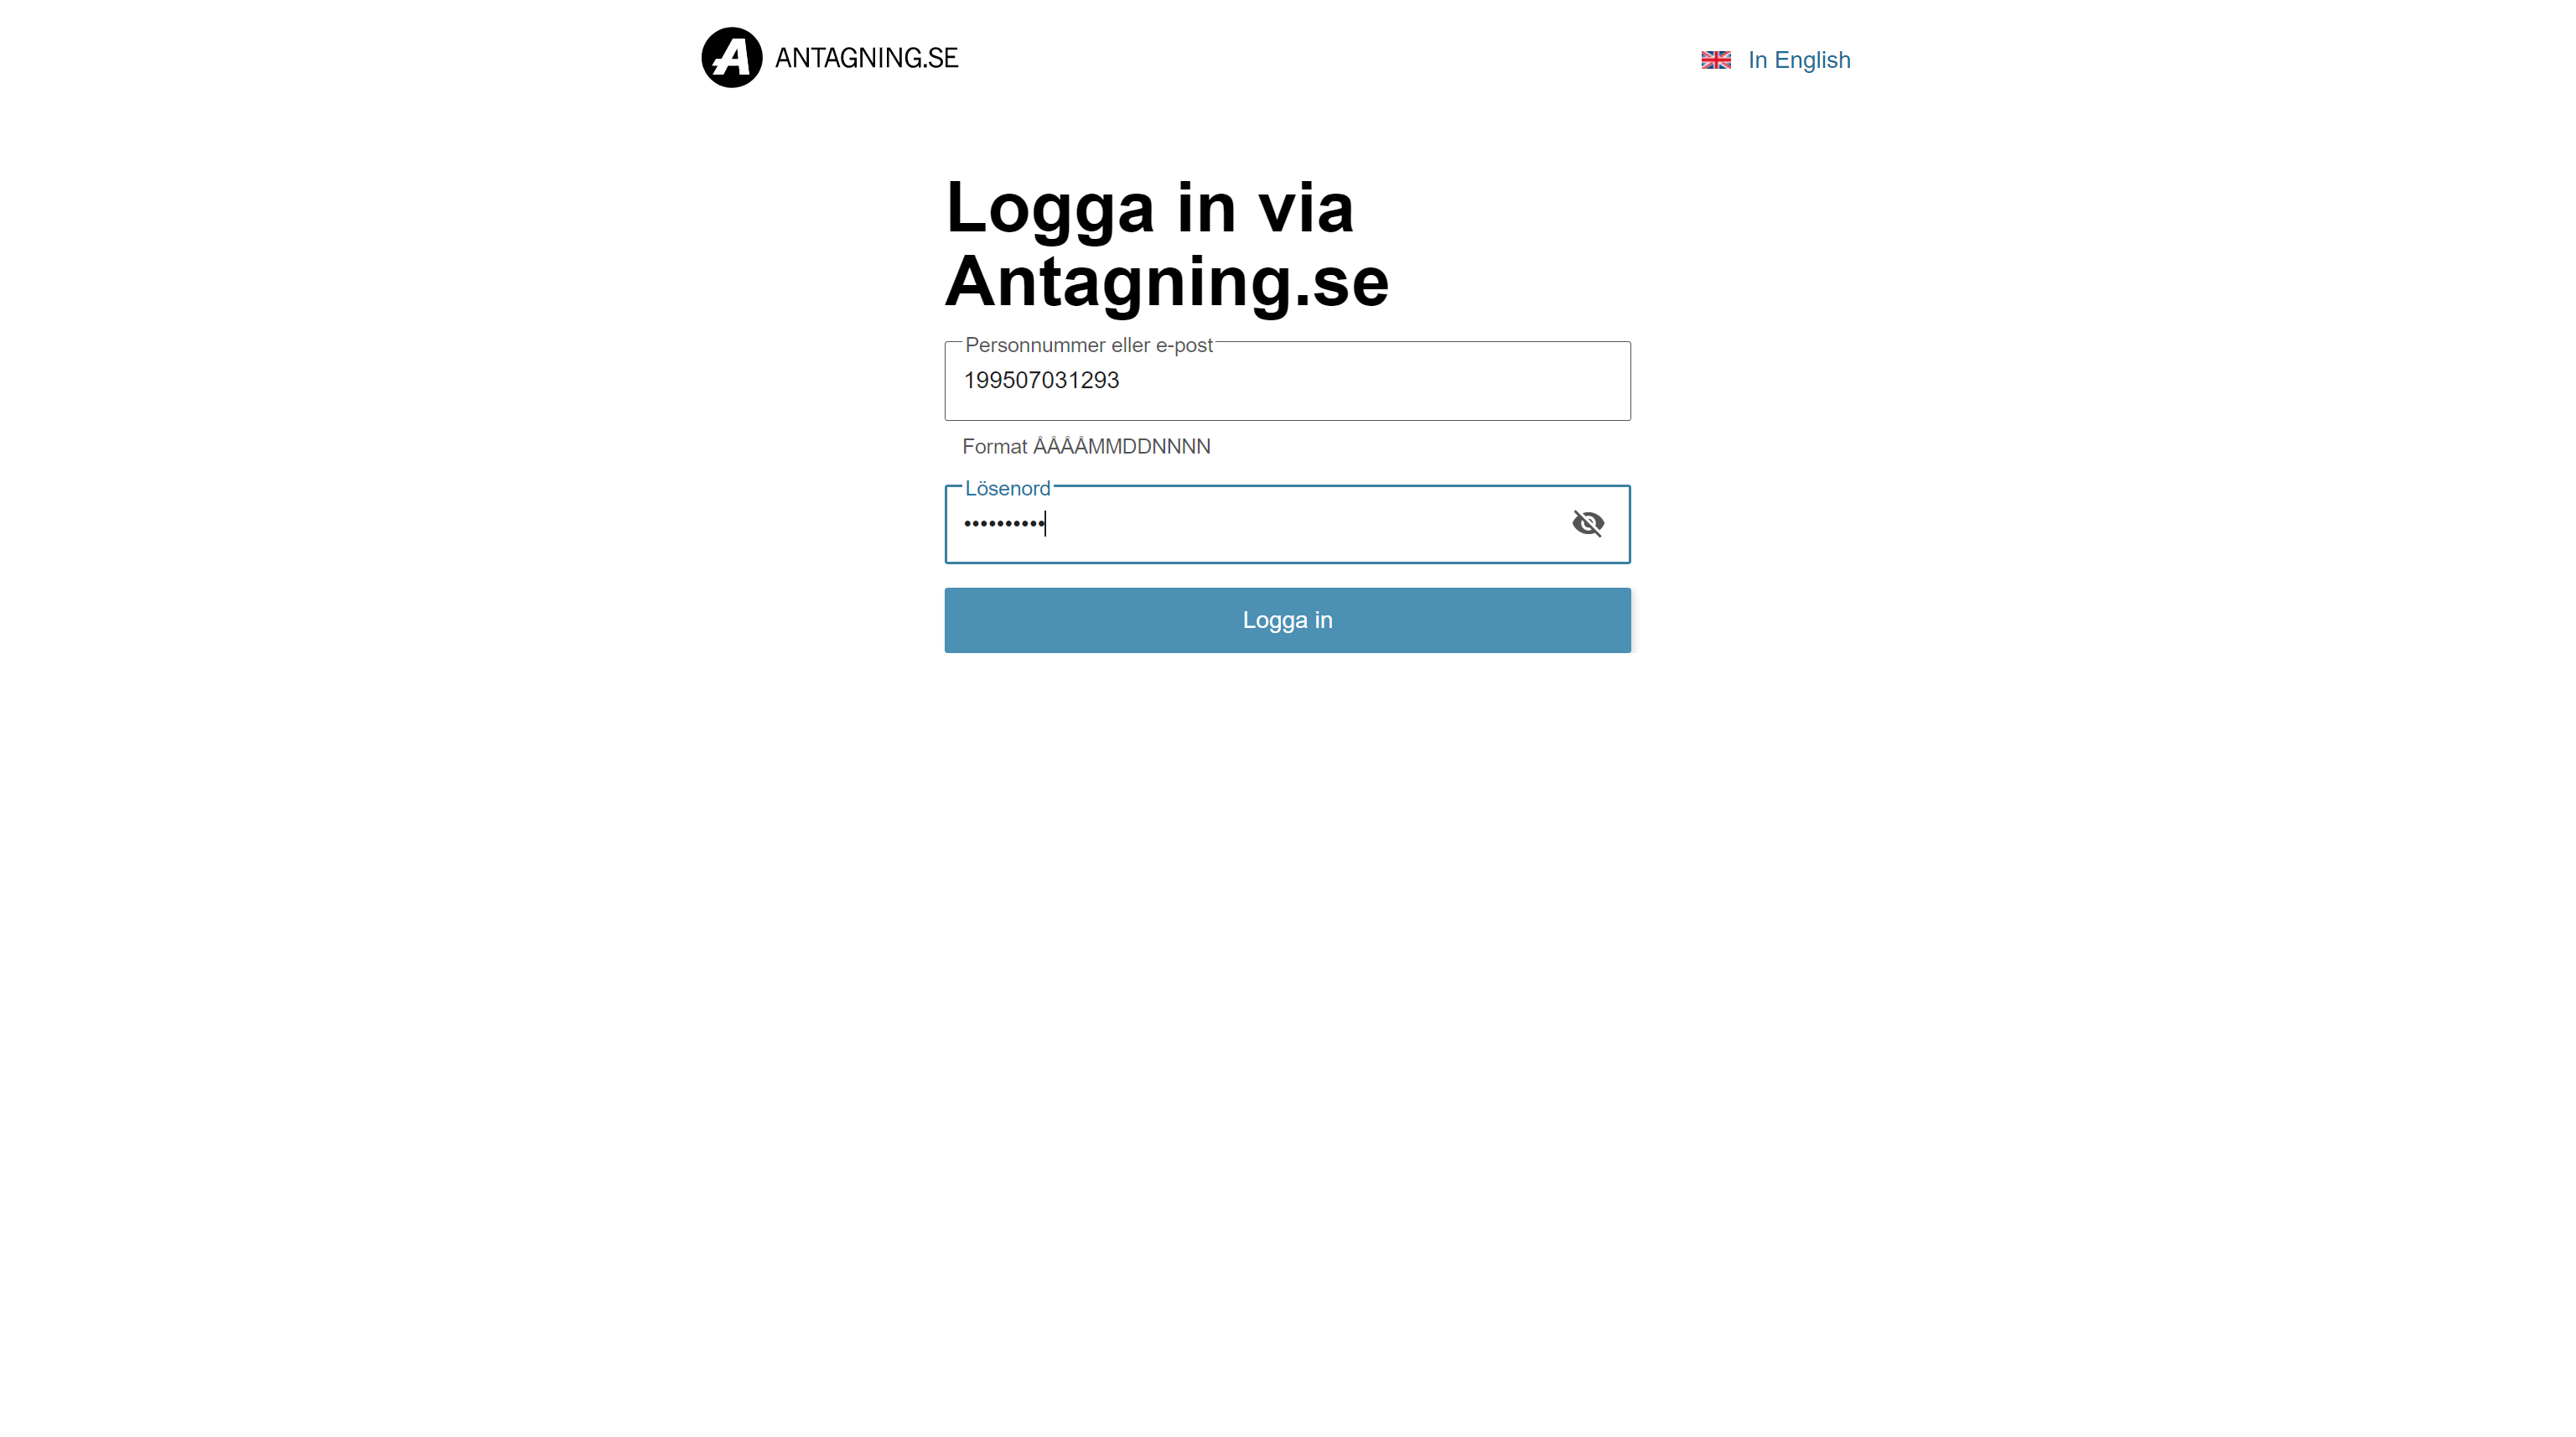 ANTAGNING.SE
In English
Logga in via
Antagning.se
Personnummer eller e-post
199507031293
Format ÅÅÅÅMMDDNNNN
Lösenord
••••••••••
Logga in